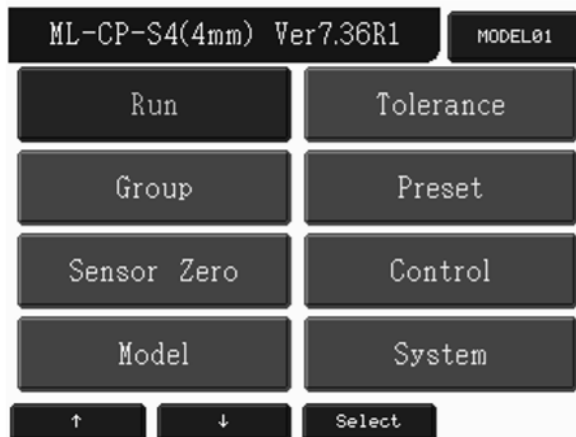 ML-CP-S4(4mm) Ver7.36R1 MODEL01
Run Tolerance
Group Preset
Sensor Zero Control
Model System
↑ ↓ Select